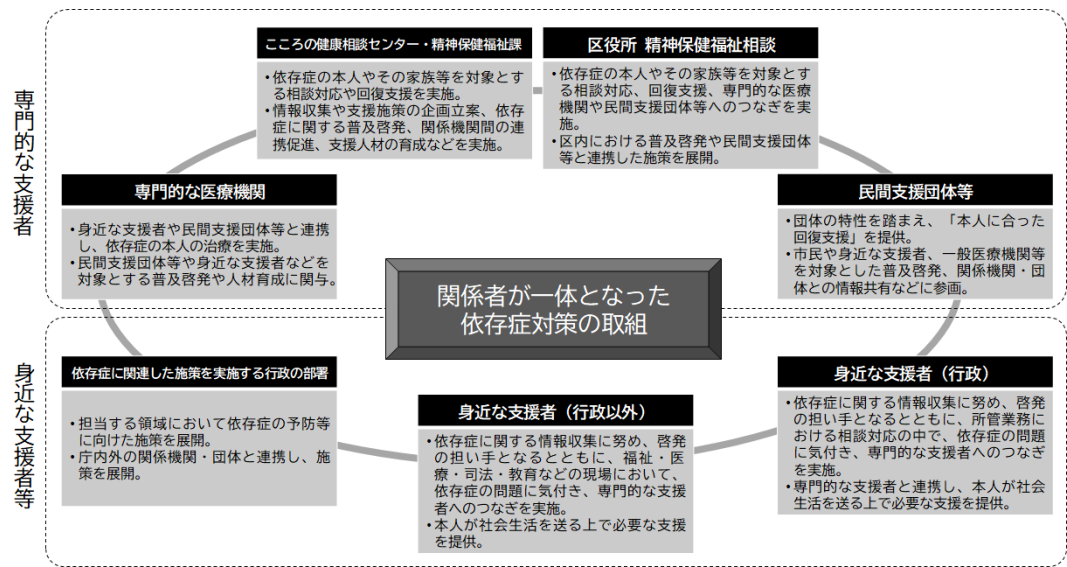 専門的な支援者
こころの健康相談センター・精神保健福祉課
•依存症の本人やその家族等を対象とす
る相談対応や回復支援を実施。
•情報収集や支援施策の企画立案、依存
症に関する普及啓発、関係機関間の連
携促進、支援人材の育成などを実施。
区役所 精神保健福祉相談
•依存症の本人やその家族等を対象とす
る相談対応、回復支援、専門的な医療
機関や民間支援団体等へのつなぎを実
施。
•区内における普及啓発や民間支援団体
等と連携した施策を展開。
専門的な医療機関
•身近な支援者や民間支援団体等と連携
し、依存症の本人の治療を実施。
•民間支援団体等や身近な支援者などを
対象とする普及啓発や人材育成に関与。
民間支援団体等
•団体の特性を踏まえ、「本人に合った
回復支援」を提供。
•市民や身近な支援者、一般医療機関等
を対象とした普及啓発、関係機関・団
体との情報共有などに参画。
関係者が一体となった
依存症対策の取組
身近な支援者等
依存症に関連した施策を実施する行政の部署
•担当する領域において依存症の予防等
に向けた施策を展開。
•庁内外の関係機関・団体と連携し、施
策を展開。
身近な支援者（行政以外）
•依存症に関する情報収集に努め、啓発
の担い手となるとともに、福祉・医
療・司法・教育などの現場において、
依存症の問題に気付き、専門的な支援
者へのつなぎを実施。
•本人が社会生活を送る上で必要な支援
を提供。
身近な支援者（行政）
•依存症に関する情報収集に努め、啓発
の担い手となるとともに、所管業務に
おける相談対応の中で、依存症の問題
に気付き、専門的な支援者へのつなぎ
を実施。
•専門的な支援者と連携し、本人が社会
生活を送る上で必要な支援を提供。